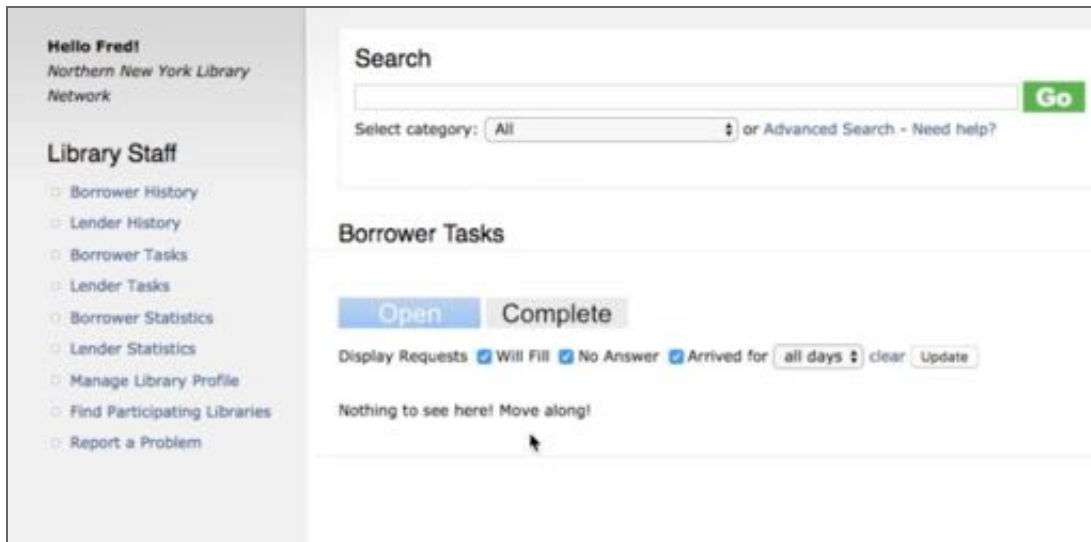 Hello Fred!
Northern New York Library
Network
Library Staff
Borrower History
Lender History
Borrower Tasks
Lender Tasks
Borrower Statistics
Lender Statistics
Manage Library Profile
Find Participating Libraries
Report a Problem
Search
Go
Select category: All or Advanced Search - Need help?
Borrower Tasks
Open Complete
Display Requests Will Fill No Answer Arrived for all days clear Update
Nothing to see here! Move along!